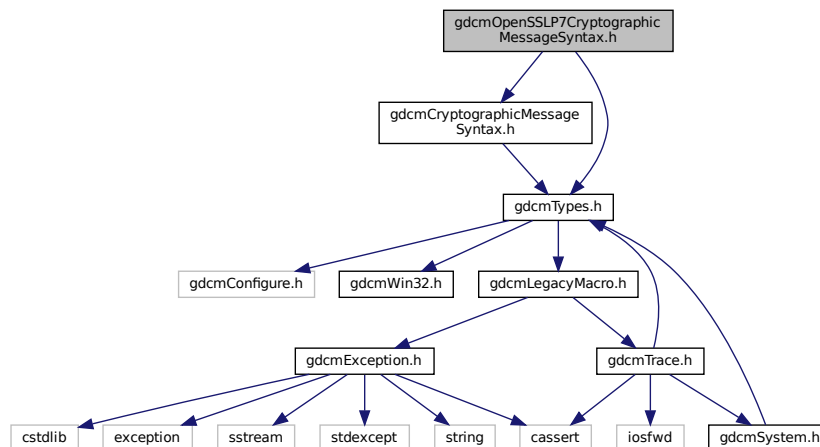 gdcmOpenSSLP7Cryptographic
MessageSyntax.h
gdcmCryptographicMessage
Syntax.h
gdcmTypes.h
gdcmConfigure.h
gdcmWin32.h
gdcmLegacyMacro.h
gdcmException.h
gdcmTrace.h
cstdlib
exception
sstream
stdexcept
string
cassert
iosfwd
gdcmSystem.h